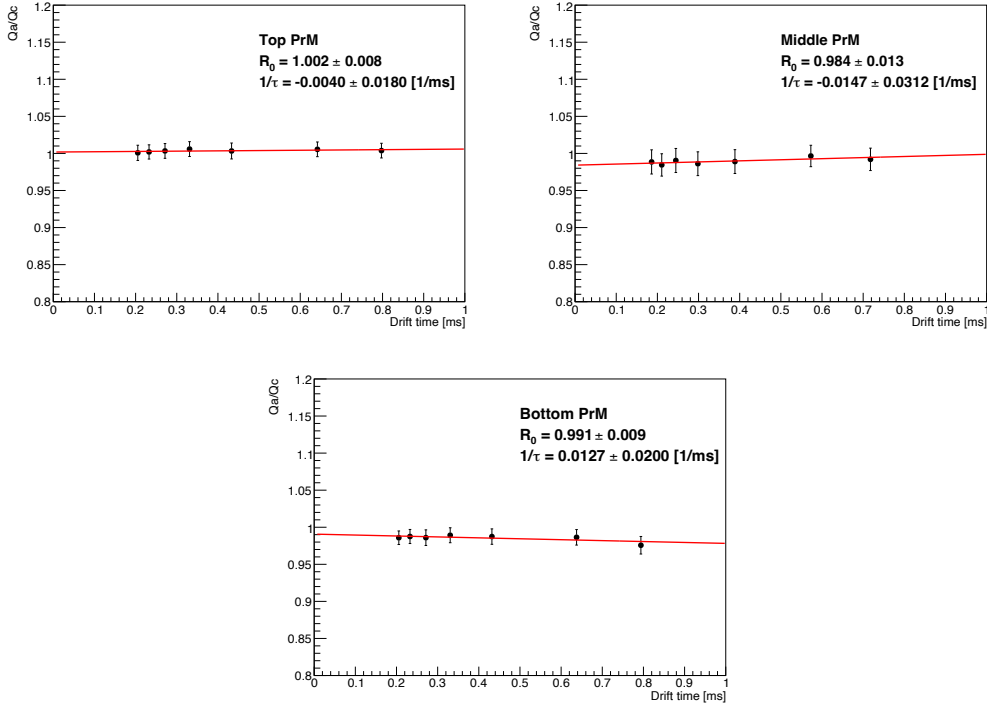 Qa/Qc
1.2
1.15
1.1
1.05
1
0.95
0.9
0.85
0.8
Top PrM
R₀ = 1.002 ± 0.008
1/τ = -0.0040 ± 0.0180 [1/ms]
0 0.1 0.2 0.3 0.4 0.5 0.6 0.7 0.8 0.9 1
Drift time [ms]
Qa/Qc
1.2
1.15
1.1
1.05
1
0.95
0.9
0.85
0.8
Middle PrM
R₀ = 0.984 ± 0.013
1/τ = -0.0147 ± 0.0312 [1/ms]
0 0.1 0.2 0.3 0.4 0.5 0.6 0.7 0.8 0.9 1
Drift time [ms]
Qa/Qc
1.2
1.15
1.1
1.05
1
0.95
0.9
0.85
0.8
Bottom PrM
R₀ = 0.991 ± 0.009
1/τ = 0.0127 ± 0.0200 [1/ms]
0 0.1 0.2 0.3 0.4 0.5 0.6 0.7 0.8 0.9 1
Drift time [ms]